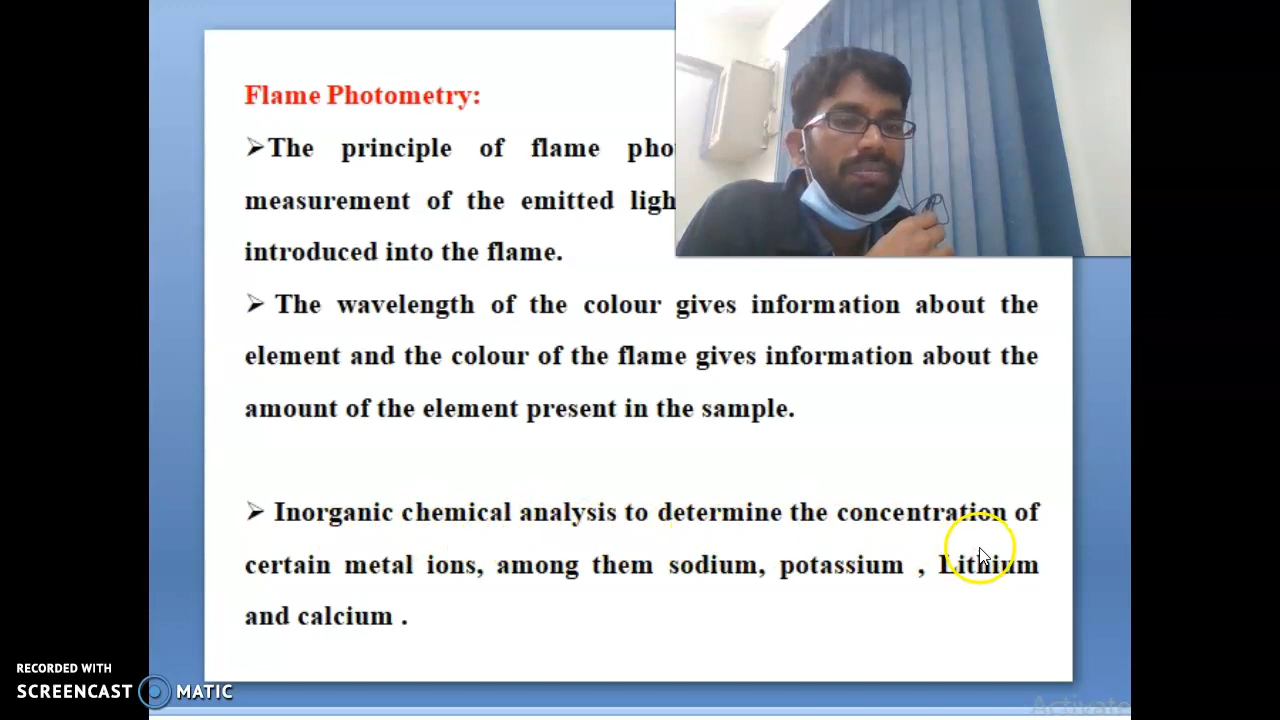 Flame Photometry:
➢The principle of flame
measurement of the emitted
introduced into the flame.
➢ The wavelength of the colour gives information about the
element and the colour of the flame gives information about the
amount of the element present in the sample.
➢ Inorganic chemical analysis to determine the concentration of
certain metal ions, among them sodium, potassium , Lithium
and calcium .
RECORDED WITH
SCREENCAST MATIC
Activate